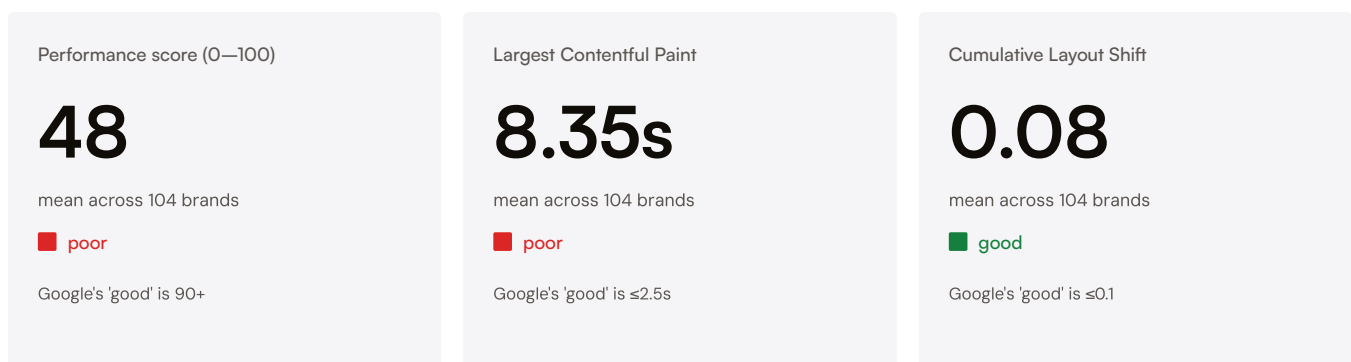 Performance score (0—100)
48
mean across 104 brands
poor
Google's 'good' is 90+
Largest Contentful Paint
8.35s
mean across 104 brands
poor
Google's 'good' is ≤2.5s
Cumulative Layout Shift
0.08
mean across 104 brands
good
Google's 'good' is ≤0.1